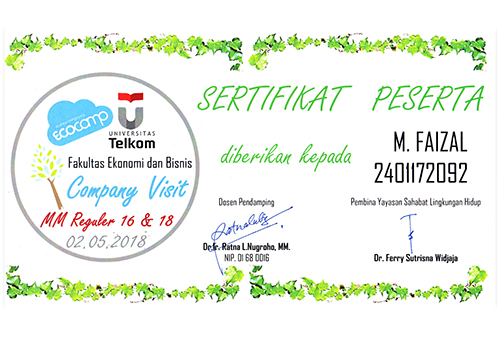 ECOCAMP
UNIVERSITAS
Telkom
Fakultas Ekonomi dan Bisnis
Company Visit
MM Reguler 16 & 18
02.05.2018
SERTIFIKAT PESERTA
diberikan kepada
M. FAIZAL
2401172092
Dosen Pendamping
Dr.Ir. Ratna L.Nugroho, MM.
NIP. 01 68 0016
Pembina Yayasan Sahabat Lingkungan Hidup
Dr. Ferry Sutrisna Widjaja